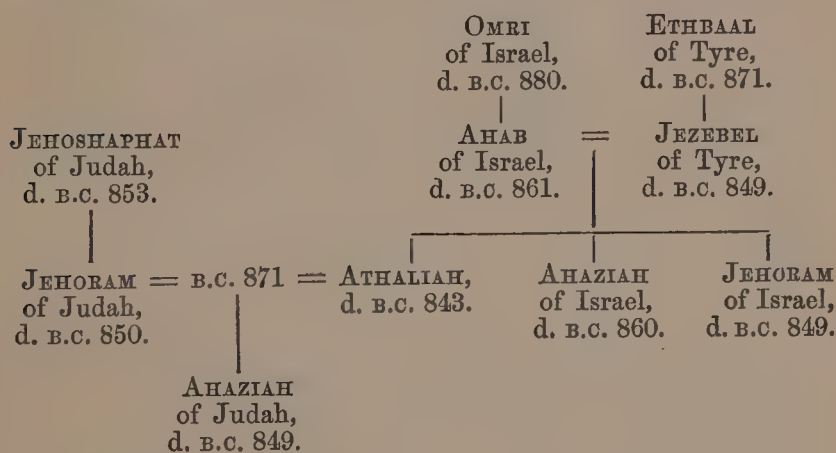 OMRI
of Israel,
d. B.C. 880.
ETHBAAL
of Tyre,
d. B.C. 871.
JEHOSHAPHAT
of Judah,
d. B.C. 853.
AHAB = JEZEBEL
of Israel,
d. B.C. 861.
of Tyre,
d. B.C. 849.
JEHORAM = B.C. 871 = ATHALIAH,
of Judah,
d. B.C. 850.
d. B.C. 843.
AHAZIAH
of Israel,
d. B.C. 860.
JEHORAM
of Israel,
d. B.C. 849.
AHAZIAH
of Judah,
d. B.C. 849.